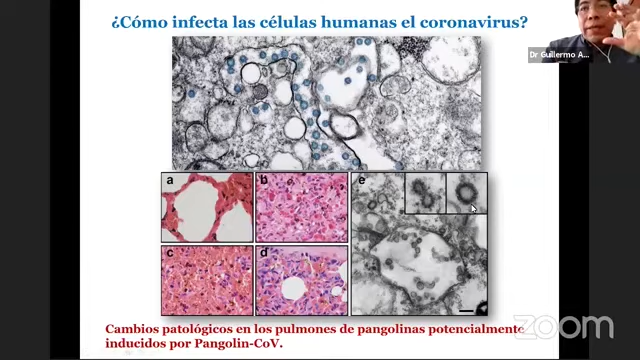 ¿Cómo infecta las células humanas el coronavirus?
Dr Guillermo A...
a
b
e
c
d
Cambios patológicos en los pulmones de pangolinas potencialmente
inducidos por Pangolin-CoV.
zoom